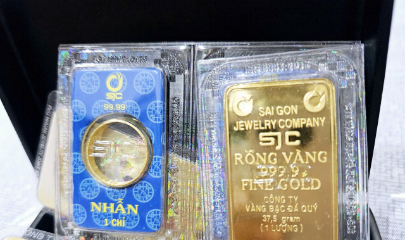 SJC
99.99
NHẪN
1 CHỈ
SAI GON
JEWELRY COMPANY
SJC
RỒNG VÀNG
999.9
FINE GOLD
CÔNG TY
VÀNG BẠC ĐÁ QUÝ
37,5 gram
(1 LƯỢNG)